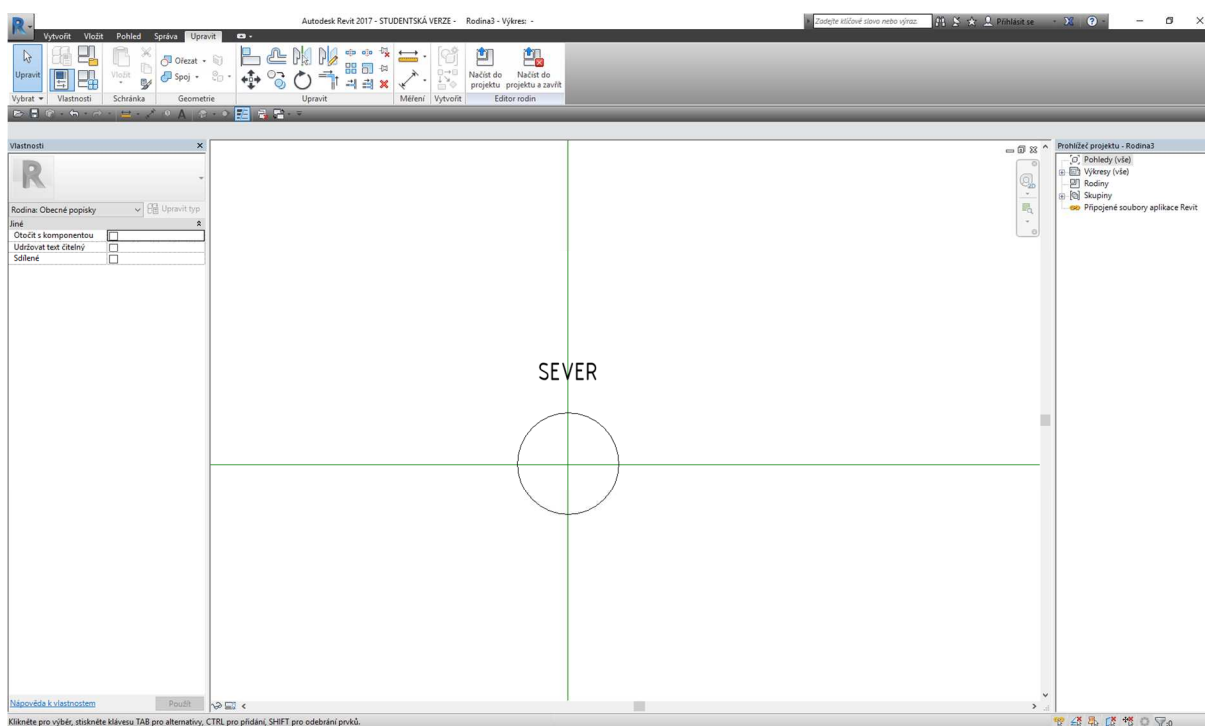 Autodesk Revit 2017 - STUDENTSKÁ VERZE - Rodina3 - Výkres: -
Zadejte klíčové slovo nebo výraz.
Přihlásit se
Vytvořit Vložit Pohled Správa Upravit
Upravit
Vložit
Ořezat
Spoj
Načíst do projektu
Načíst do projektu a zavřít
Vybrat Vlastnosti Schránka Geometrie Upravit Měření Vytvořit Editor rodin
Vlastnosti
R
Rodina: Obecné popisky
Upravit typ
Jiné
Otočit s komponentou
Udržovat text čitelný
Sdílené
Nápověda k vlastnostem
Použít
SEVER
Prohlížeč projektu - Rodina3
Pohledy (vše)
Výkresy (vše)
Rodiny
Skupiny
Připojené soubory aplikace Revit
Klikněte pro výběr, stiskněte klávesu TAB pro alternativy, CTRL pro přidání, SHIFT pro odebrání prvků.